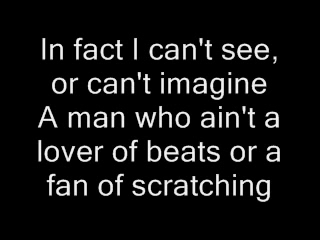 In fact I can't see,
or can't imagine
A man who ain't a
lover of beats or a
fan of scratching